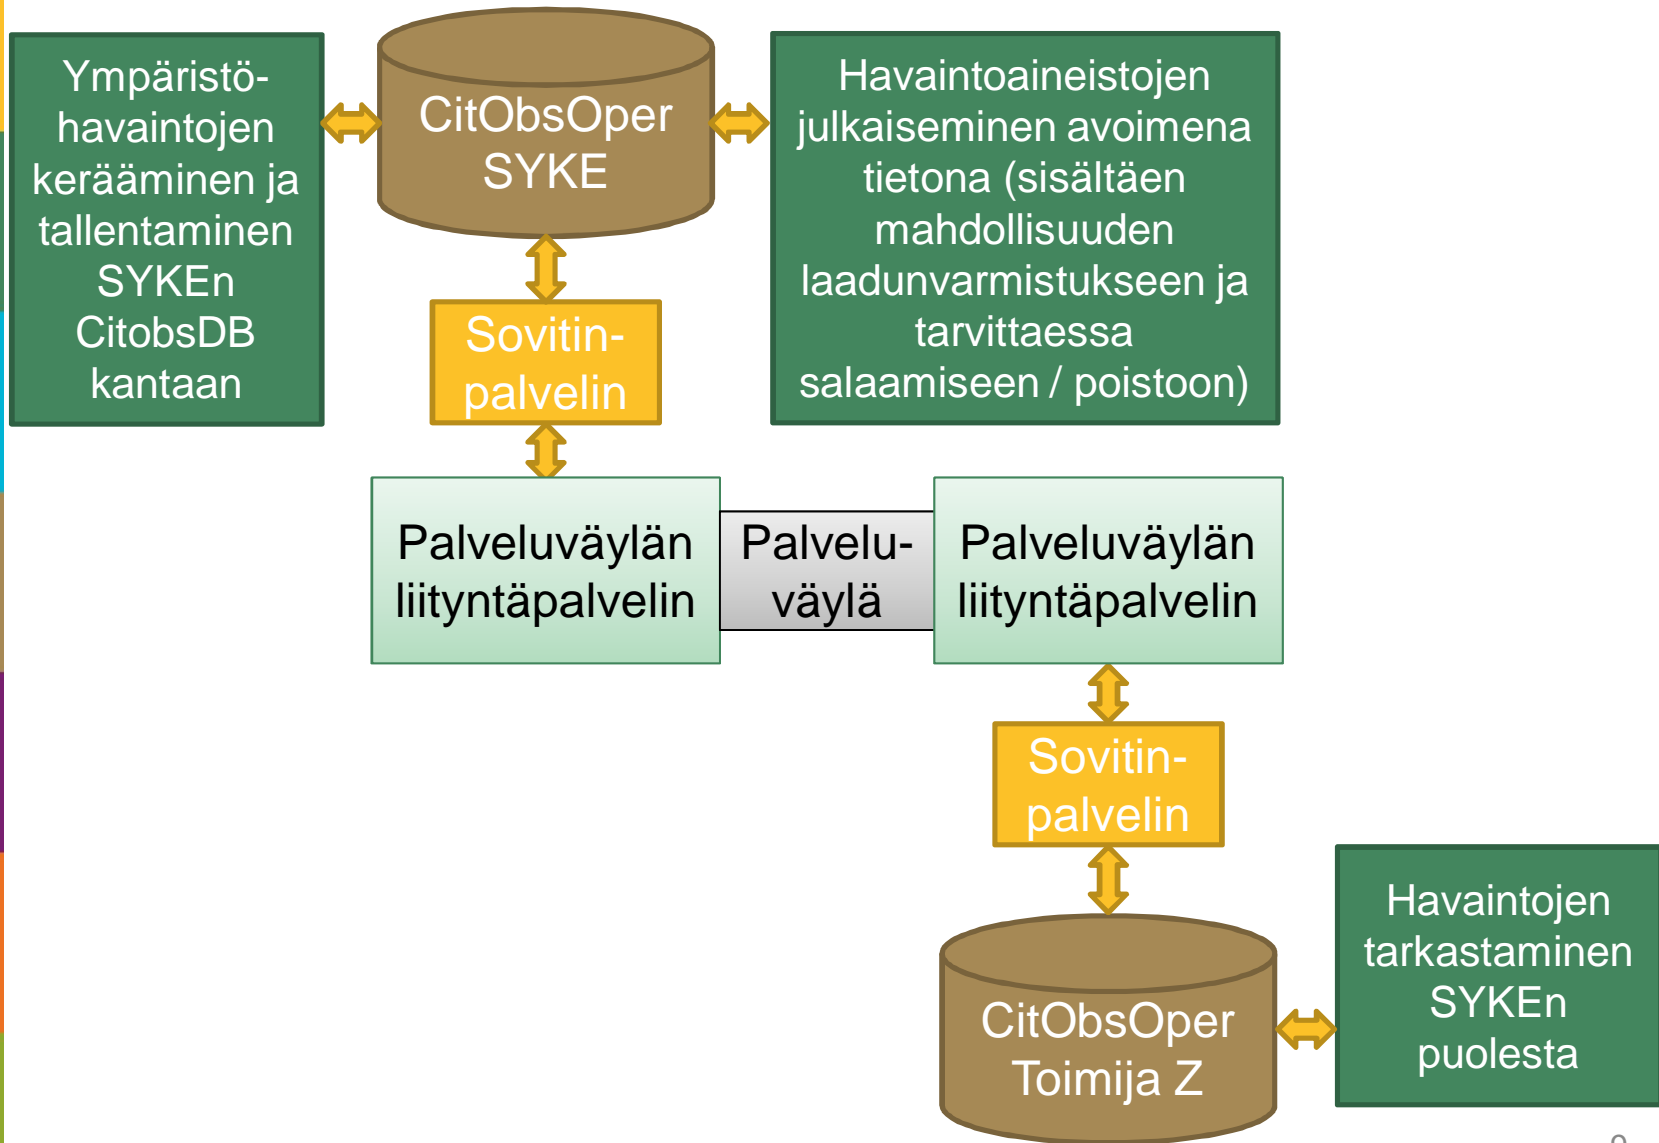 Ympäristö-
havaintojen
kerääminen ja
tallentaminen
SYKEn
CitobsDB
kantaan
CitObsOper
SYKE
Havaintoaineistojen
julkaiseminen avoimena
tietona (sisältäen
mahdollisuuden
laadunvarmistukseen ja
tarvittaessa
salaamiseen / poistoon)
Sovitin-
palvelin
Palveluväylän
liityntäpalvelin
Palvelu-
väylä
Palveluväylän
liityntäpalvelin
Sovitin-
palvelin
CitObsOper
Toimija Z
Havaintojen
tarkastaminen
SYKEn
puolesta